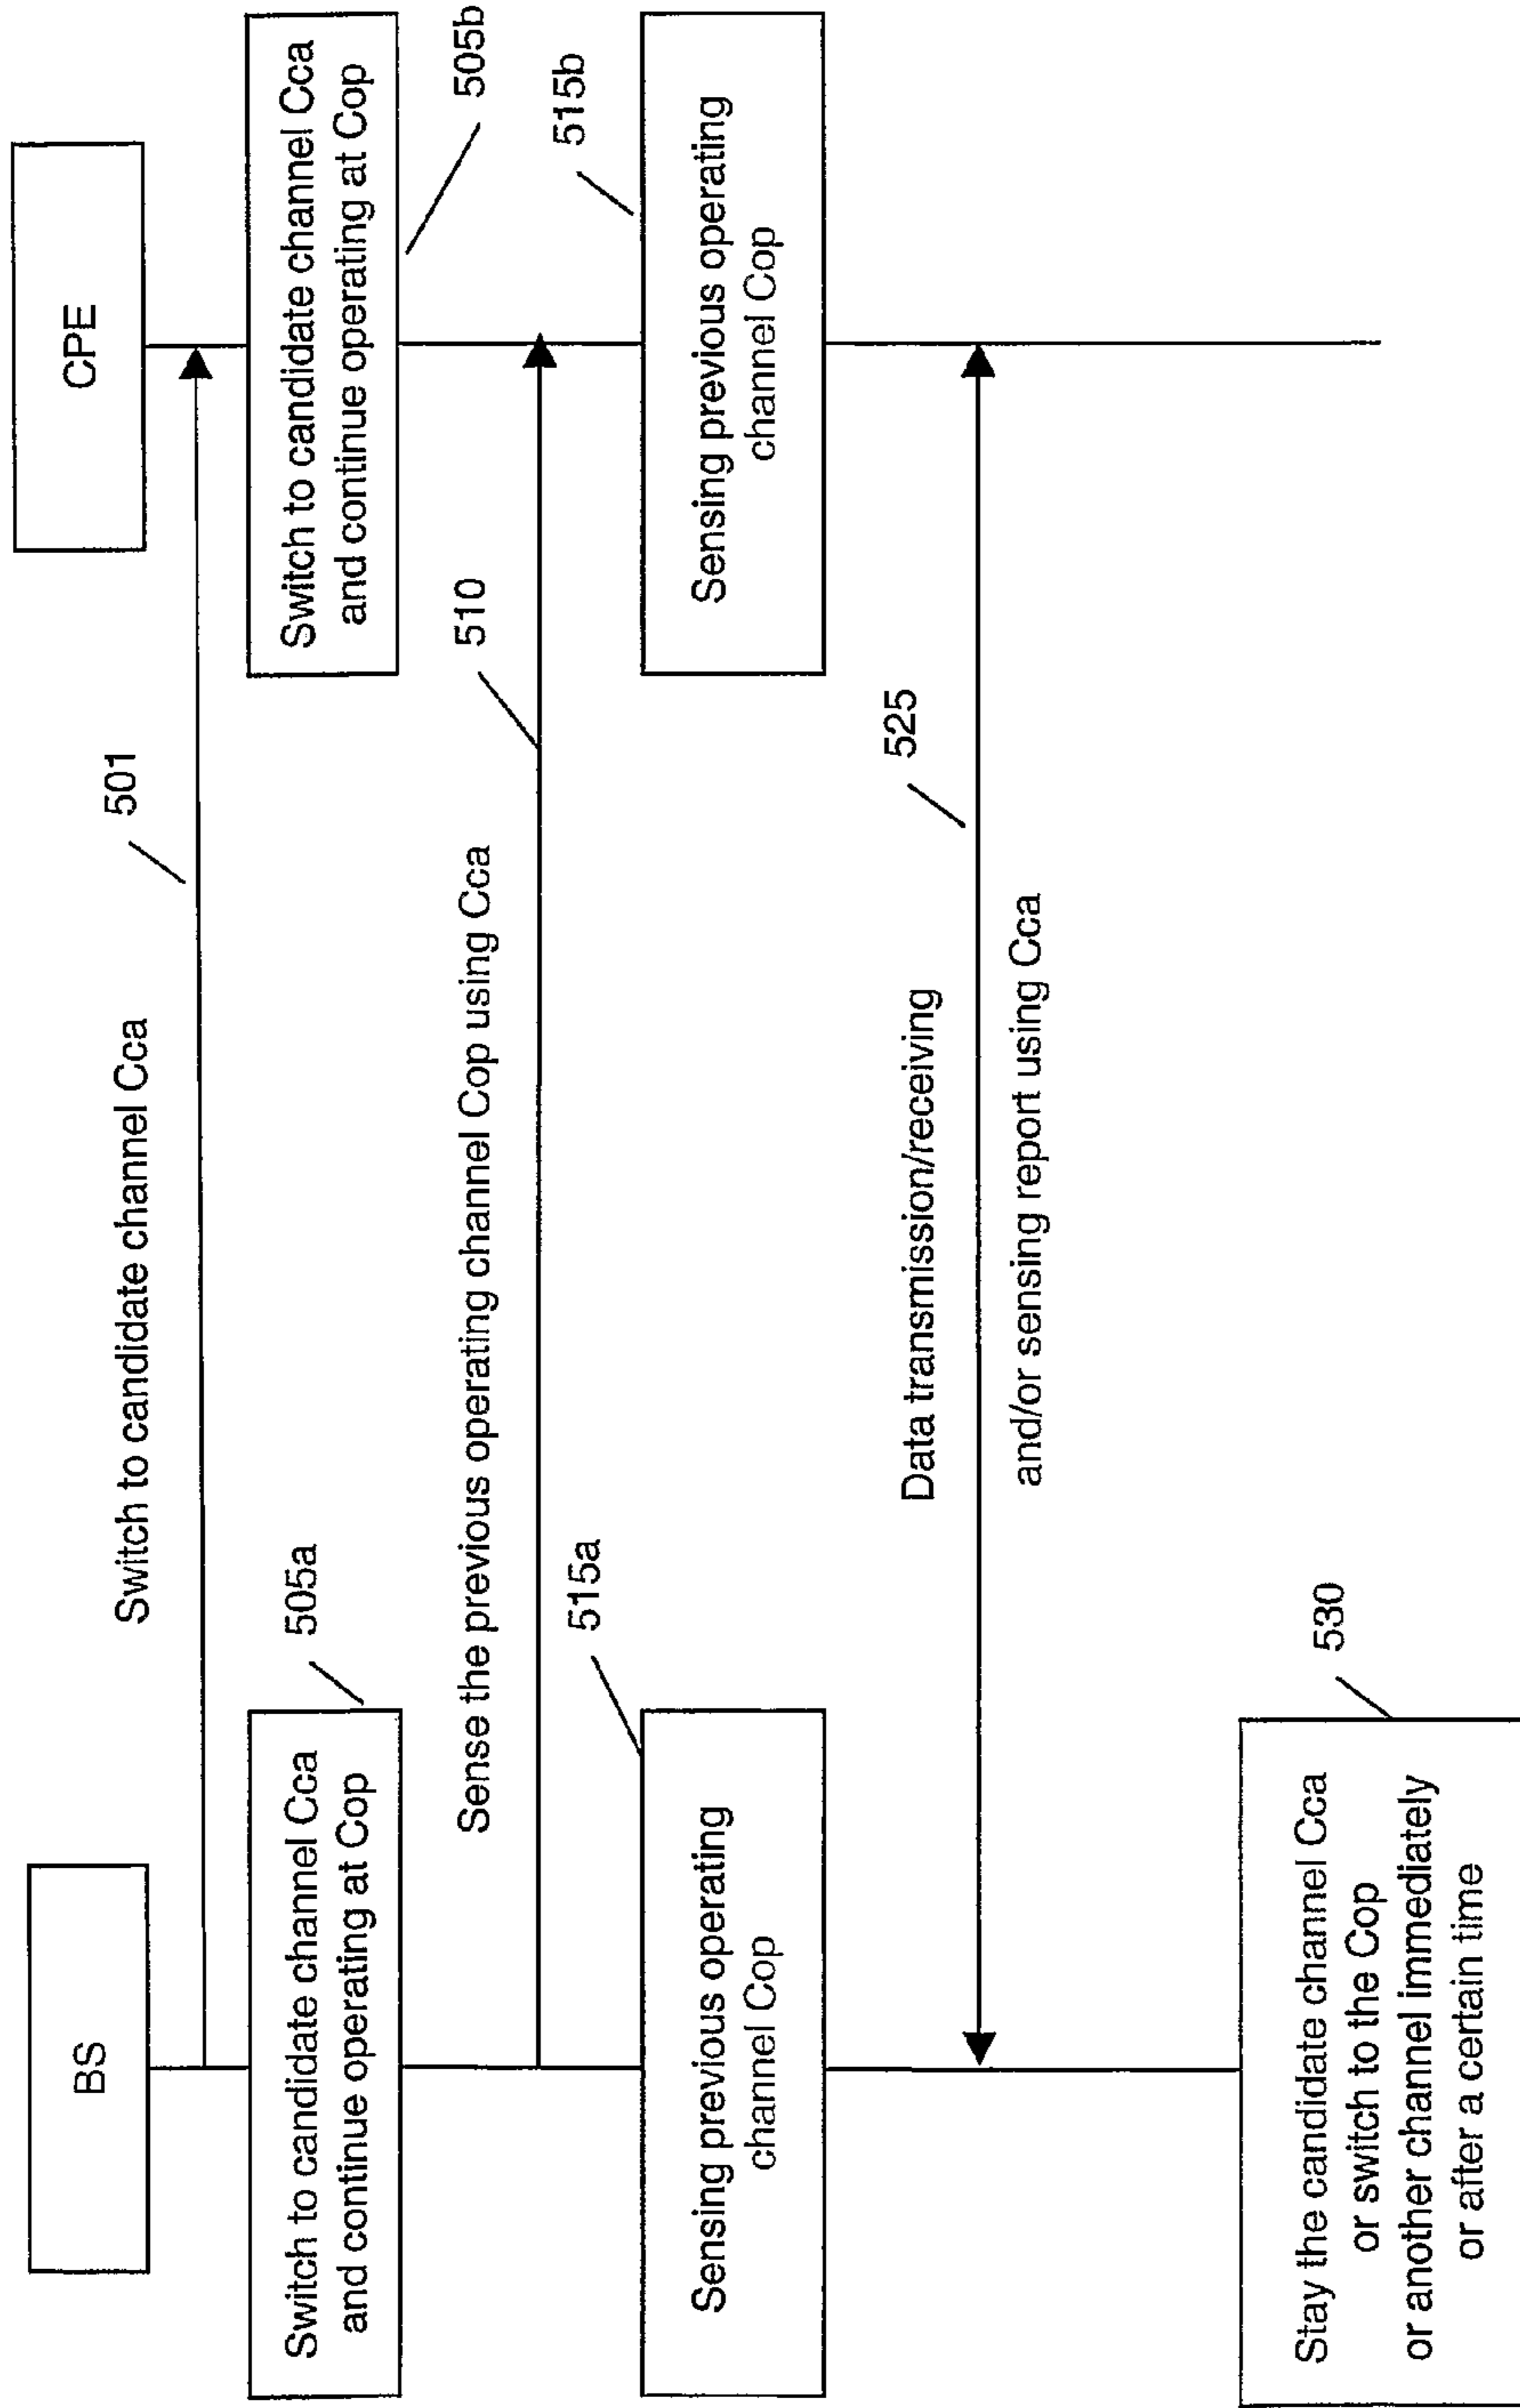 BS
CPE
Switch to candidate channel Cca
501
Switch to candidate channel Cca
and continue operating at Cop
505a
Switch to candidate channel Cca
and continue operating at Cop
505b
Sense the previous operating channel Cop using Cca
510
Sensing previous operating
channel Cop
515a
Sensing previous operating
channel Cop
515b
Data transmission/receiving
525
and/or sensing report using Cca
Stay the candidate channel Cca
or switch to the Cop
or another channel immediately
or after a certain time
530